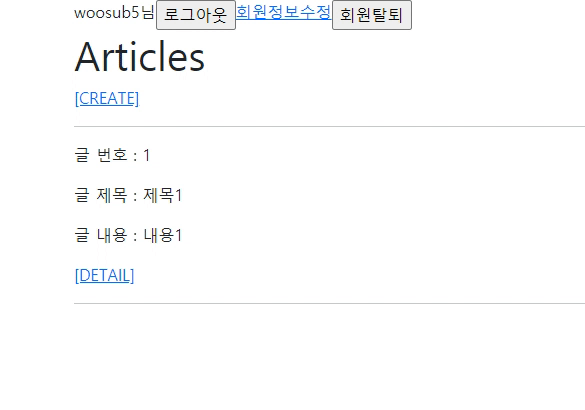 woosub5님 로그아웃 회원정보수정 회원탈퇴
Articles
[CREATE]
글 번호 : 1
글 제목 : 제목1
글 내용 : 내용1
[DETAIL]